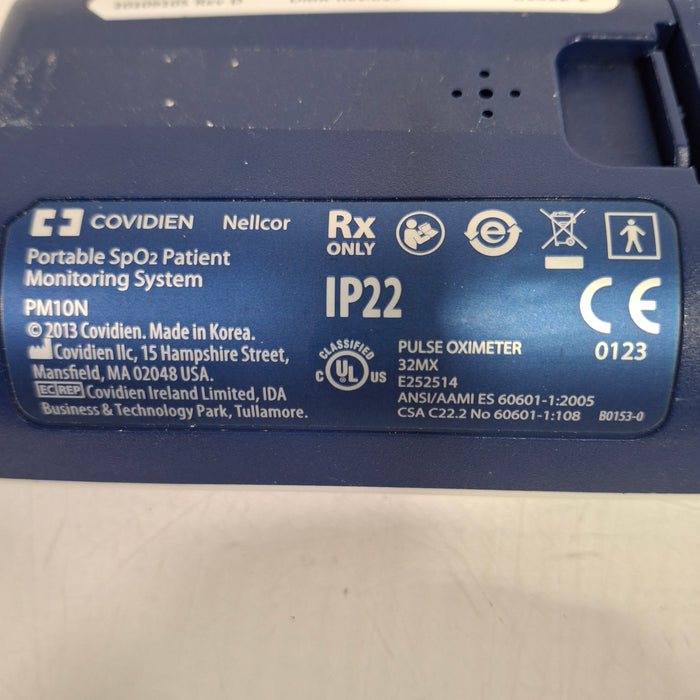 COVIDIEN Nellcor
Portable SpO2 Patient
Monitoring System
PM10N
© 2013 Covidien. Made in Korea.
Covidien llc, 15 Hampshire Street,
Mansfield, MA 02048 USA.
EC REP Covidien Ireland Limited, IDA
Business & Technology Park, Tullamore.
Rx
ONLY
IP22
CLASSIFIED
C UL US
PULSE OXIMETER
32MX
E252514
ANSI/AAMI ES 60601-1:2005
CSA C22.2 No 60601-1:108
e
CE
0123
B0153-0